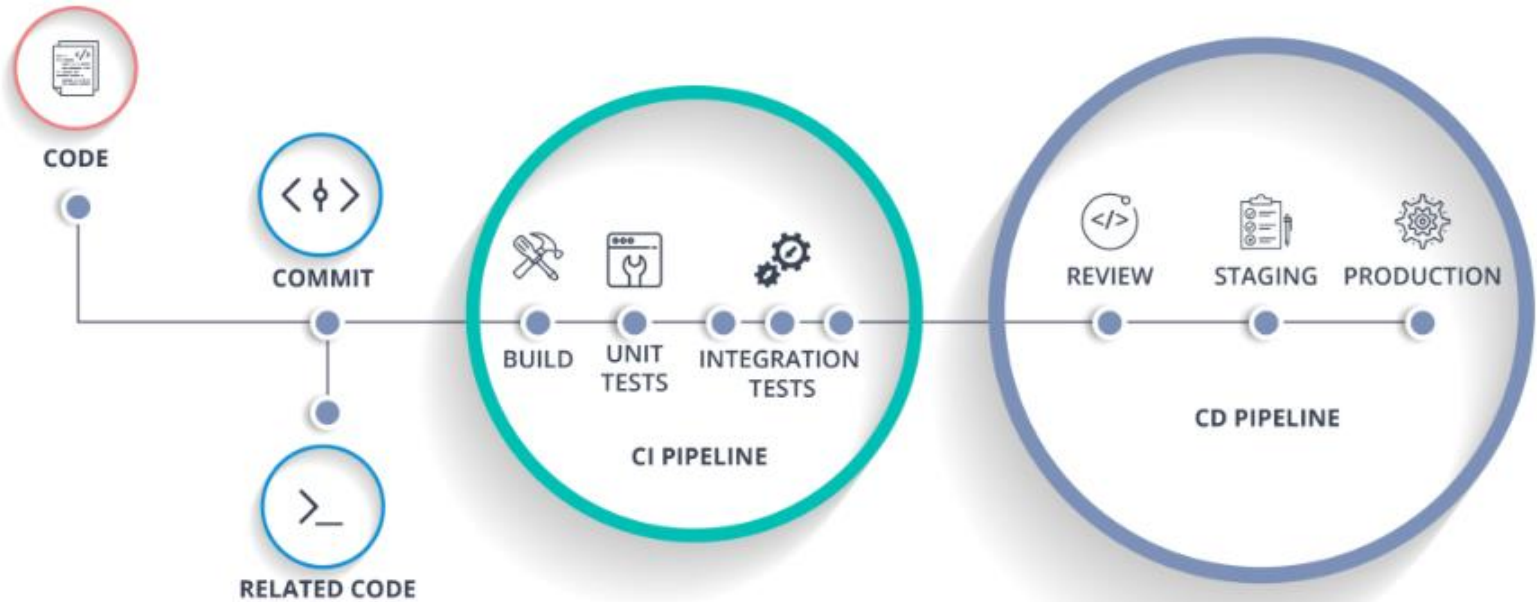 CODE
COMMIT
RELATED CODE
BUILD
UNIT
TESTS
INTEGRATION
TESTS
CI PIPELINE
REVIEW
STAGING
PRODUCTION
CD PIPELINE